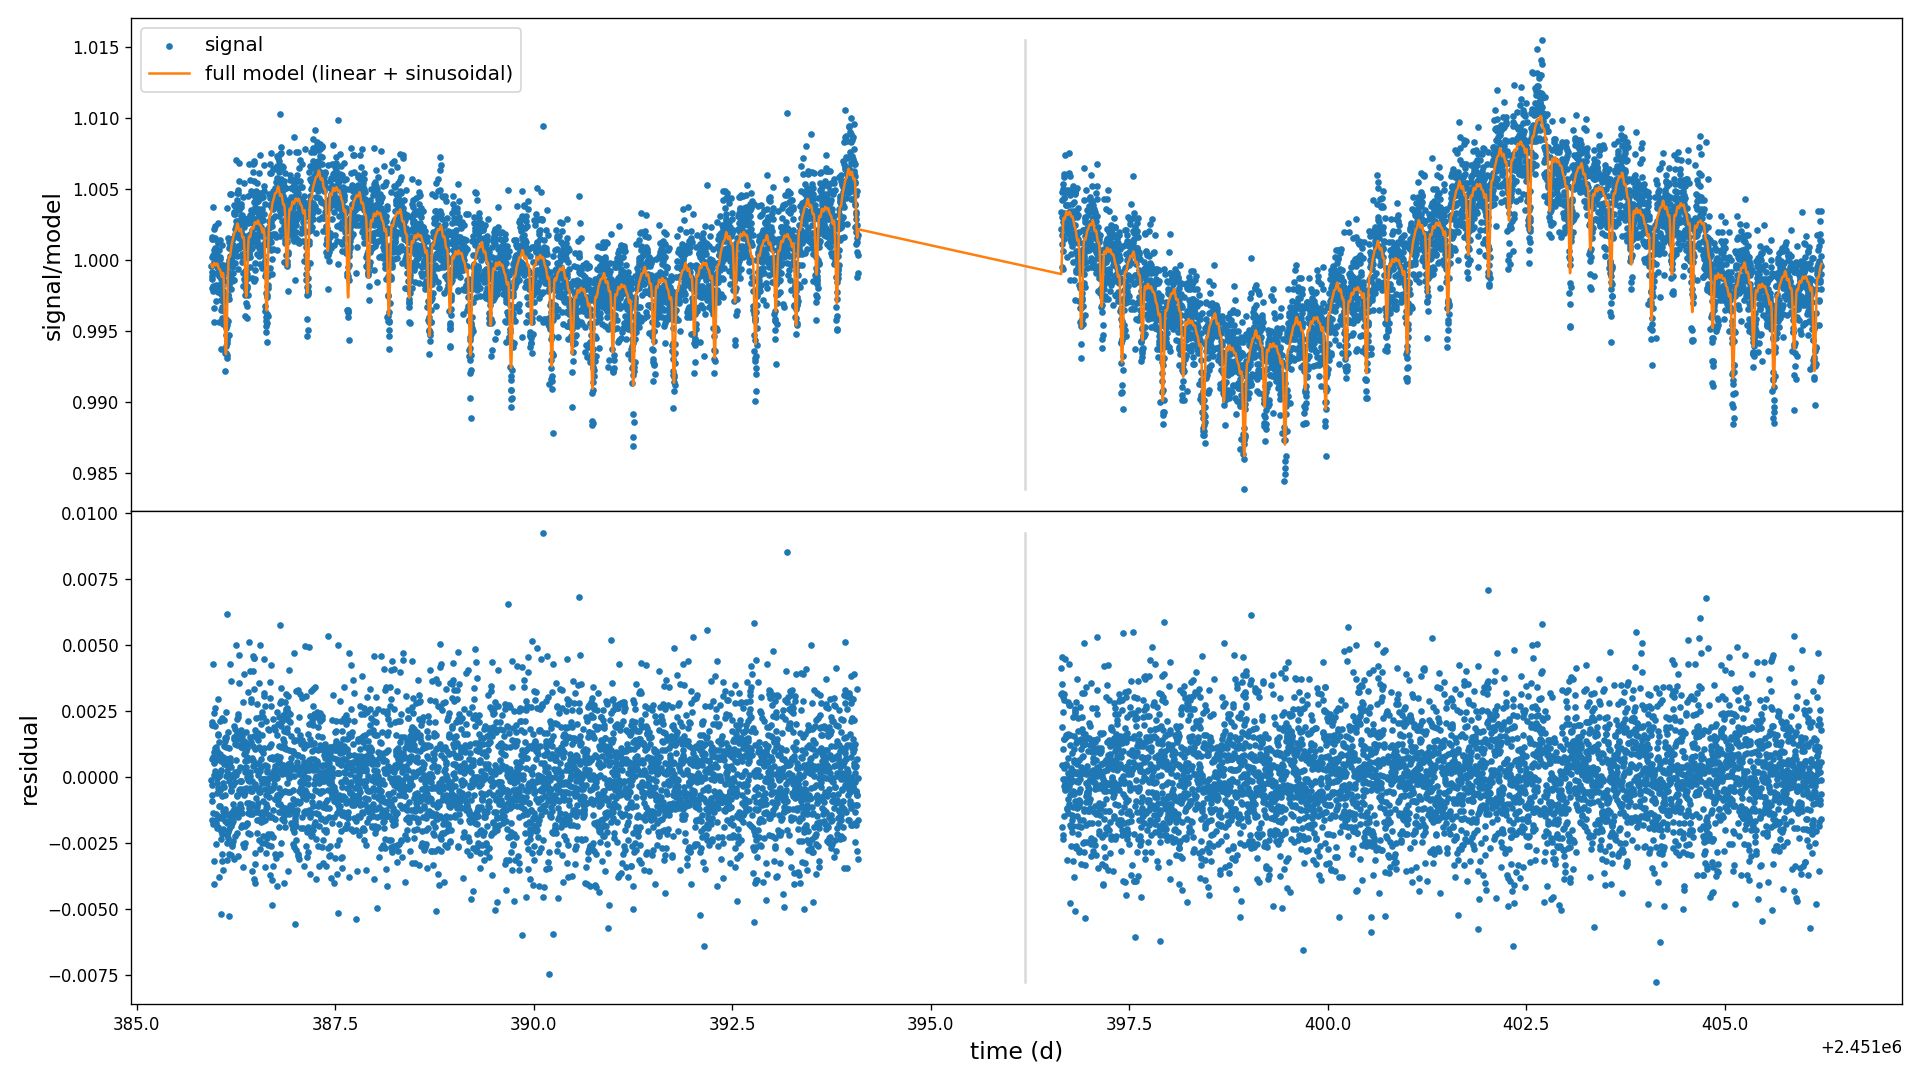 signal
full model (linear + sinusoidal)
signal/model
1.015
1.010
1.005
1.000
0.995
0.990
0.985
residual
0.0100
0.0075
0.0050
0.0025
0.0000
−0.0025
−0.0050
−0.0075
385.0 387.5 390.0 392.5 395.0 397.5 400.0 402.5 405.0
time (d)
+2.451e6